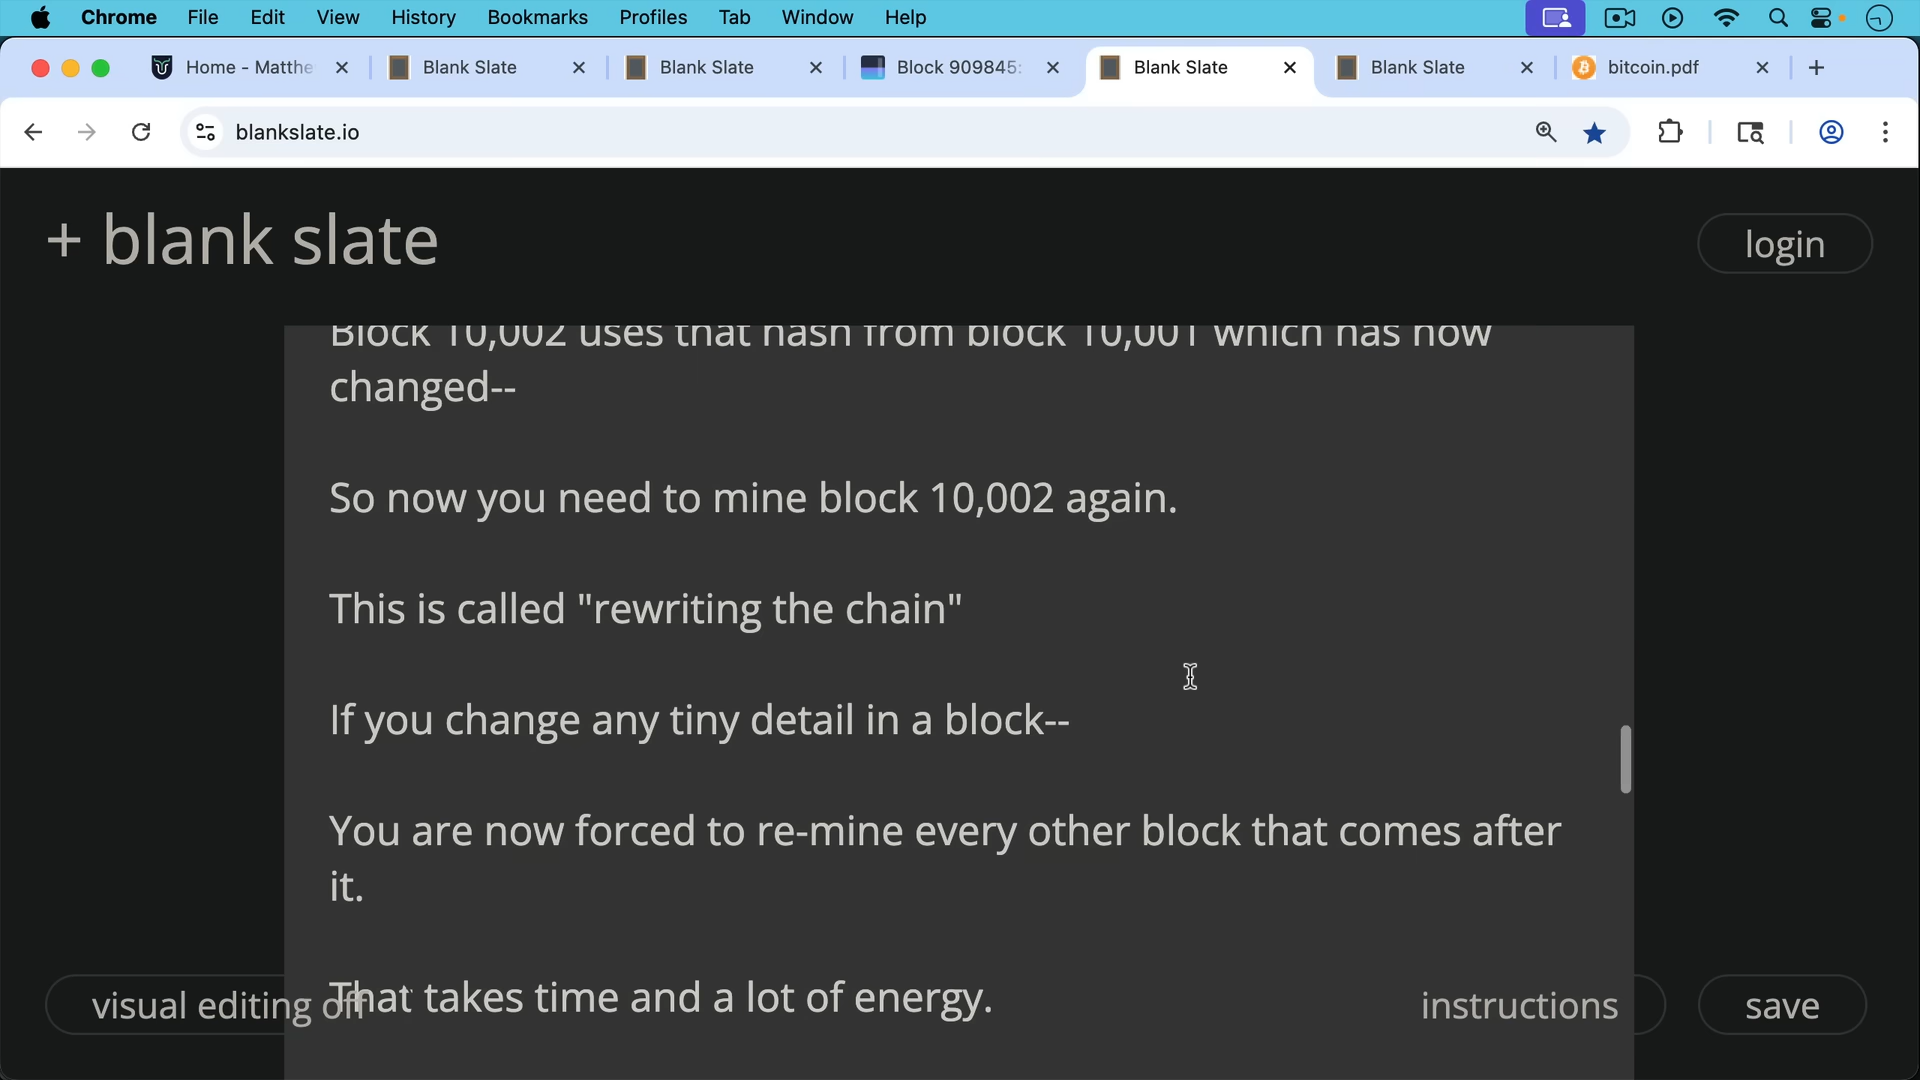 Chrome File Edit View History Bookmarks Profiles Tab Window Help
Home - Matthe Blank Slate Blank Slate Block 909845: Blank Slate Blank Slate bitcoin.pdf
blankslate.io
+ blank slate
login
Block 10,002 uses that hash from block 10,001 which has now
changed--
So now you need to mine block 10,002 again.
This is called "rewriting the chain"
If you change any tiny detail in a block--
You are now forced to re-mine every other block that comes after
it.
That takes time and a lot of energy.
visual editing off
instructions
save